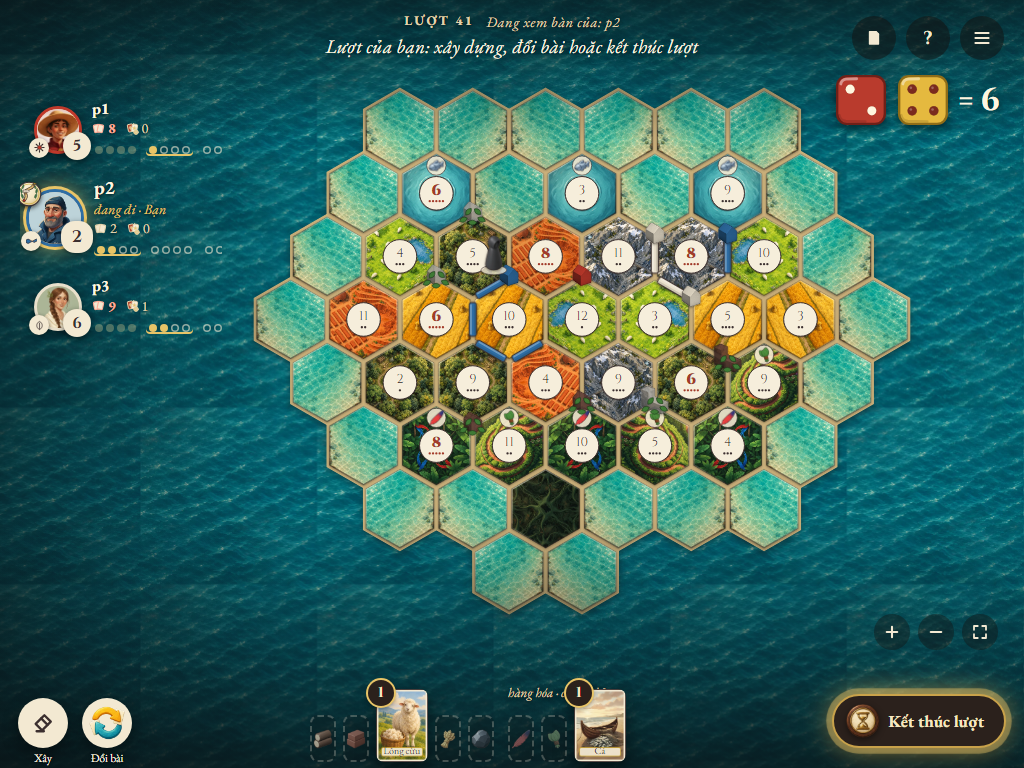 LƯỢT 41 Đang xem bàn của: p2
Lượt của bạn: xây dựng, đổi bài hoặc kết thúc lượt
?
= 6
p1
8 0
5
p2
đang đi · Bạn
2 0
2
p3
9 1
6
6 3 9
4 5 8 11 8 10
11 6 10 12 3 5 3
2 9 4 9 6 9
8 11 10 5 4
+ −
hàng hóa ·
1 1
Lông cừu
Cá
Xây
Đổi bài
Kết thúc lượt